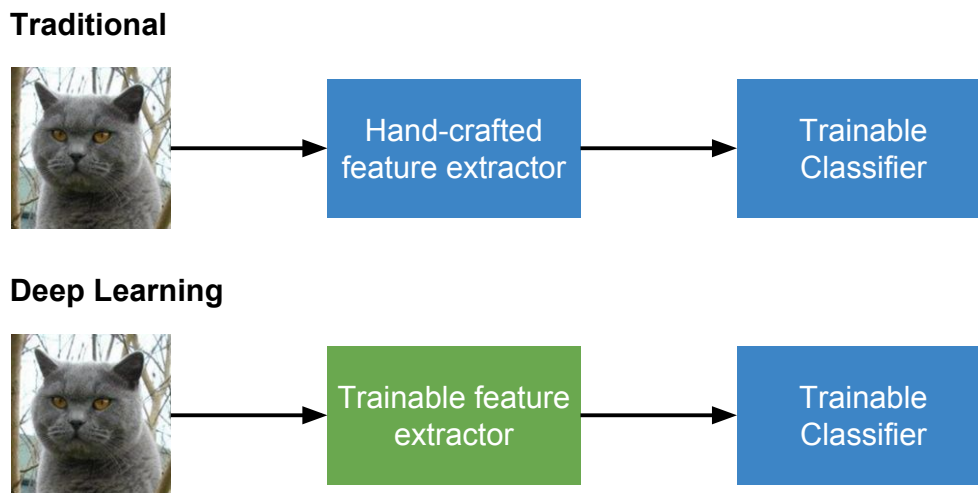 Traditional
Hand-crafted
feature extractor
Trainable
Classifier
Deep Learning
Trainable feature
extractor
Trainable
Classifier